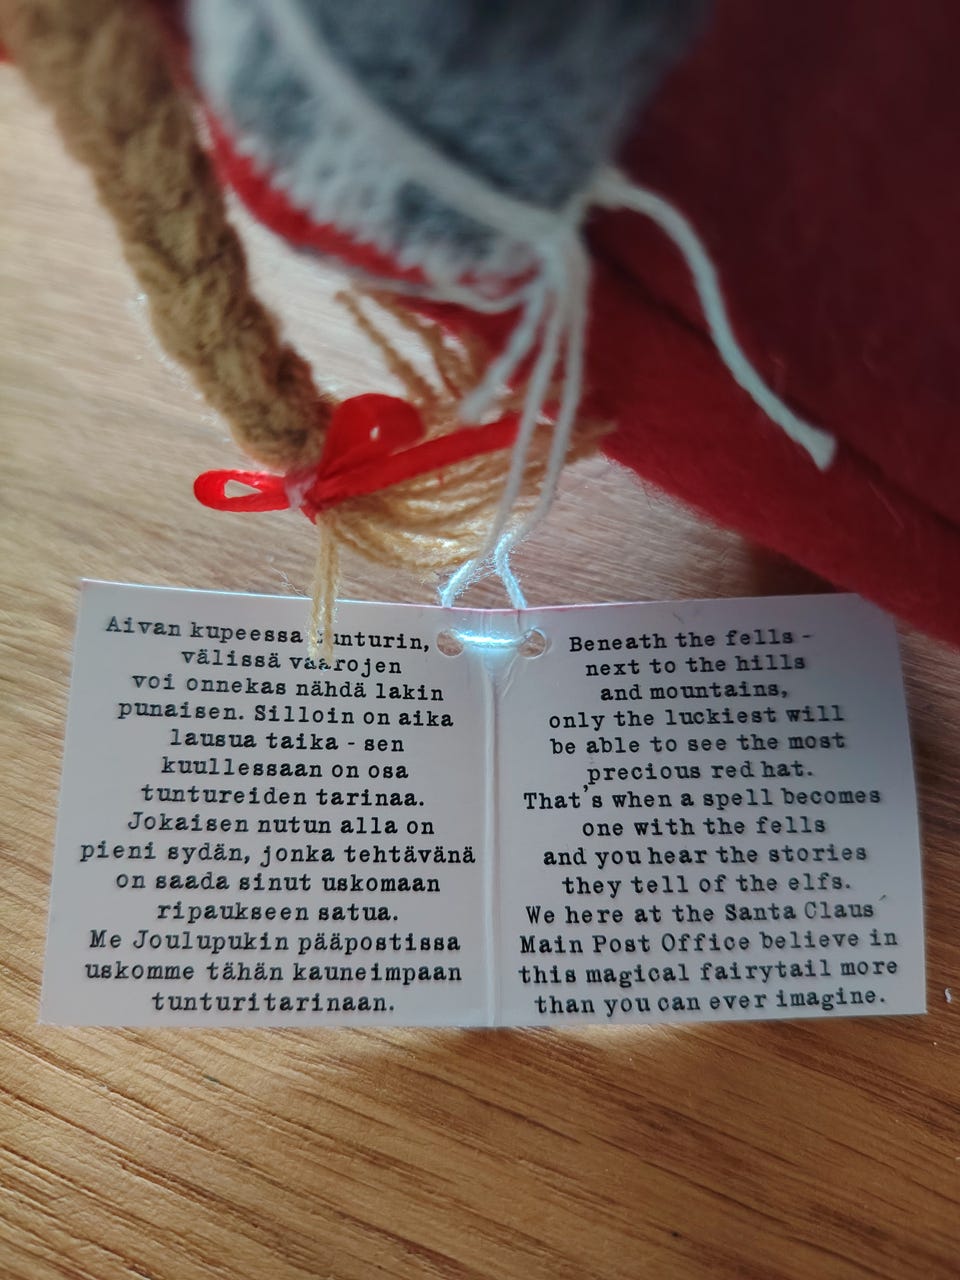 Aivan kupeessa tunturin,
välissä vaarojen
voi onnekas nähdä lakin
punaisen. Silloin on aika
lausua taika - sen
kuullessaan on osa
tuntureiden tarinaa.
Jokaisen nutun alla on
pieni sydän, jonka tehtävänä
on saada sinut uskomaan
ripaukseen satua.
Me Joulupukin pääpostissa
uskomme tähän kauneimpaan
tunturitarinaan.
Beneath the fells -
next to the hills
and mountains,
only the luckiest will
be able to see the most
precious red hat.
That's when a spell becomes
one with the fells
and you hear the stories
they tell of the elfs.
We here at the Santa Claus´
Main Post Office believe in
this magical fairytail more
than you can ever imagine.